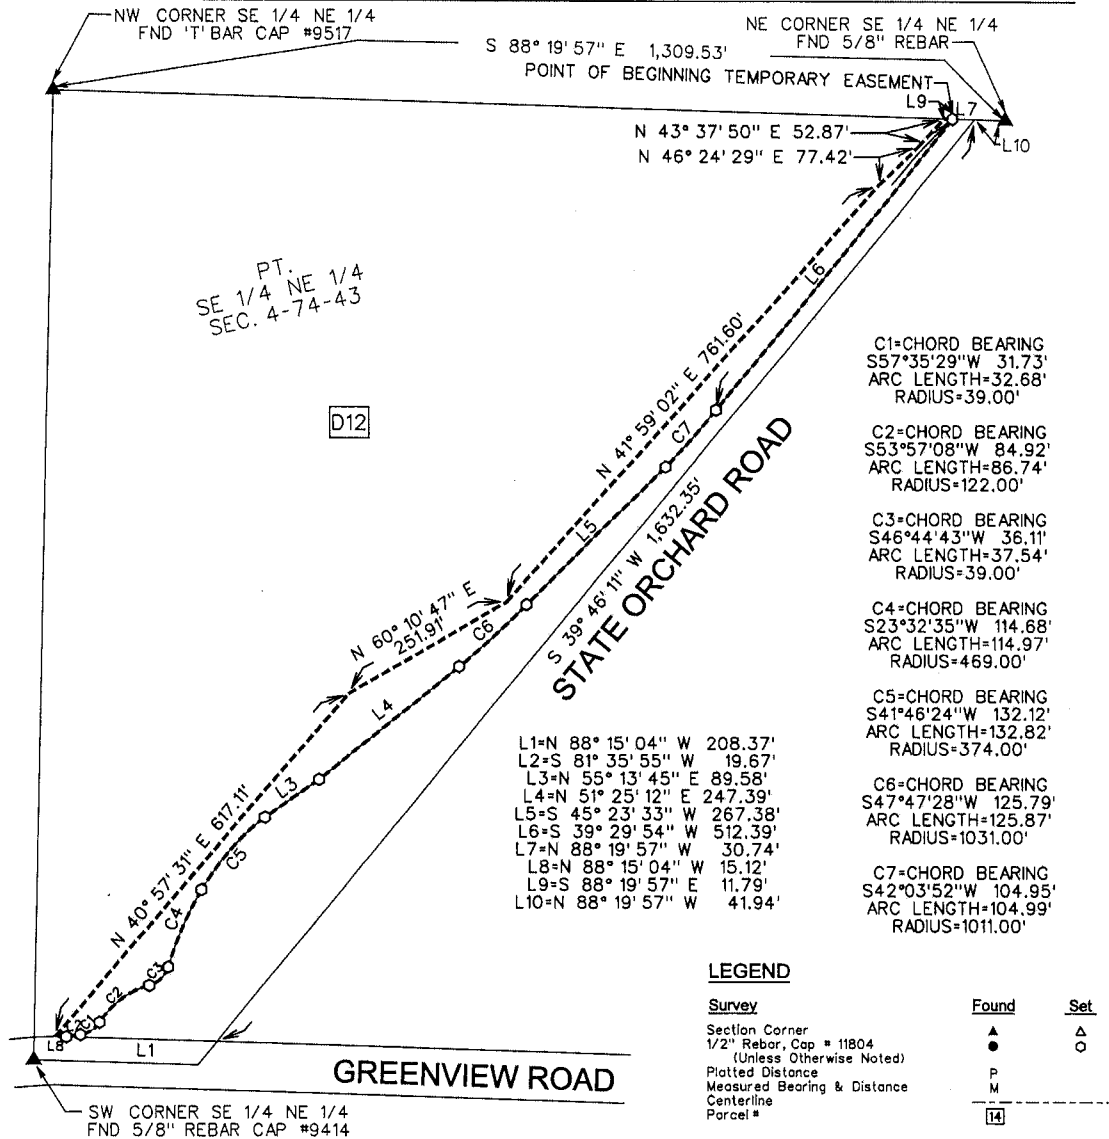 NW CORNER SE 1/4 NE 1/4
FND 'T' BAR CAP #9517
NE CORNER SE 1/4 NE 1/4
FND 5/8" REBAR
S 88° 19' 57" E 1,309.53'
POINT OF BEGINNING TEMPORARY EASEMENT
L9
L7
L10
N 43° 37' 50" E 52.87'
N 46° 24' 29" E 77.42'
PT.
SE 1/4 NE 1/4
SEC. 4-74-43
D12
L6
N 41° 59' 02" E 761.60'
C7
L5
S 39° 46' 11" W 1,632.35'
STATE ORCHARD ROAD
N 60° 10' 47" E
251.91'
C6
L4
L3
N 40° 57' 31" E 617.11'
C5
C4
C3
C2
C1
L2
L8
L1
GREENVIEW ROAD
SW CORNER SE 1/4 NE 1/4
FND 5/8" REBAR CAP #9414
L1=N 88° 15' 04" W 208.37'
L2=S 81° 35' 55" W 19.67'
L3=N 55° 13' 45" E 89.58'
L4=N 51° 25' 12" E 247.39'
L5=S 45° 23' 33" W 267.38'
L6=S 39° 29' 54" W 512.39'
L7=N 88° 19' 57" W 30.74'
L8=N 88° 15' 04" W 15.12'
L9=S 88° 19' 57" E 11.79'
L10=N 88° 19' 57" W 41.94'
C1=CHORD BEARING
S57°35'29"W 31.73'
ARC LENGTH=32.68'
RADIUS=39.00'
C2=CHORD BEARING
S53°57'08"W 84.92'
ARC LENGTH=86.74'
RADIUS=122.00'
C3=CHORD BEARING
S46°44'43"W 36.11'
ARC LENGTH=37.54'
RADIUS=39.00'
C4=CHORD BEARING
S23°32'35"W 114.68'
ARC LENGTH=114.97'
RADIUS=469.00'
C5=CHORD BEARING
S41°46'24"W 132.12'
ARC LENGTH=132.82'
RADIUS=374.00'
C6=CHORD BEARING
S47°47'28"W 125.79'
ARC LENGTH=125.87'
RADIUS=1031.00'
C7=CHORD BEARING
S42°03'52"W 104.95'
ARC LENGTH=104.99'
RADIUS=1011.00'
LEGEND
Survey Found Set
Section Corner
1/2" Rebar, Cap # 11804
(Unless Otherwise Noted)
Platted Distance P
Measured Bearing & Distance M
Centerline
Parcel # 14